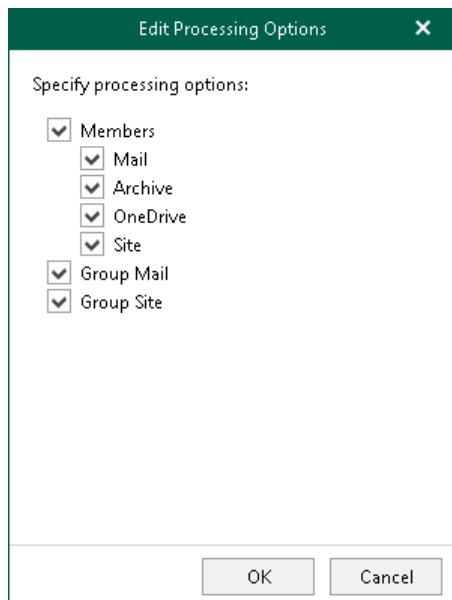 Edit Processing Options
Specify processing options:
Members
Mail
Archive
OneDrive
Site
Group Mail
Group Site
OK
Cancel